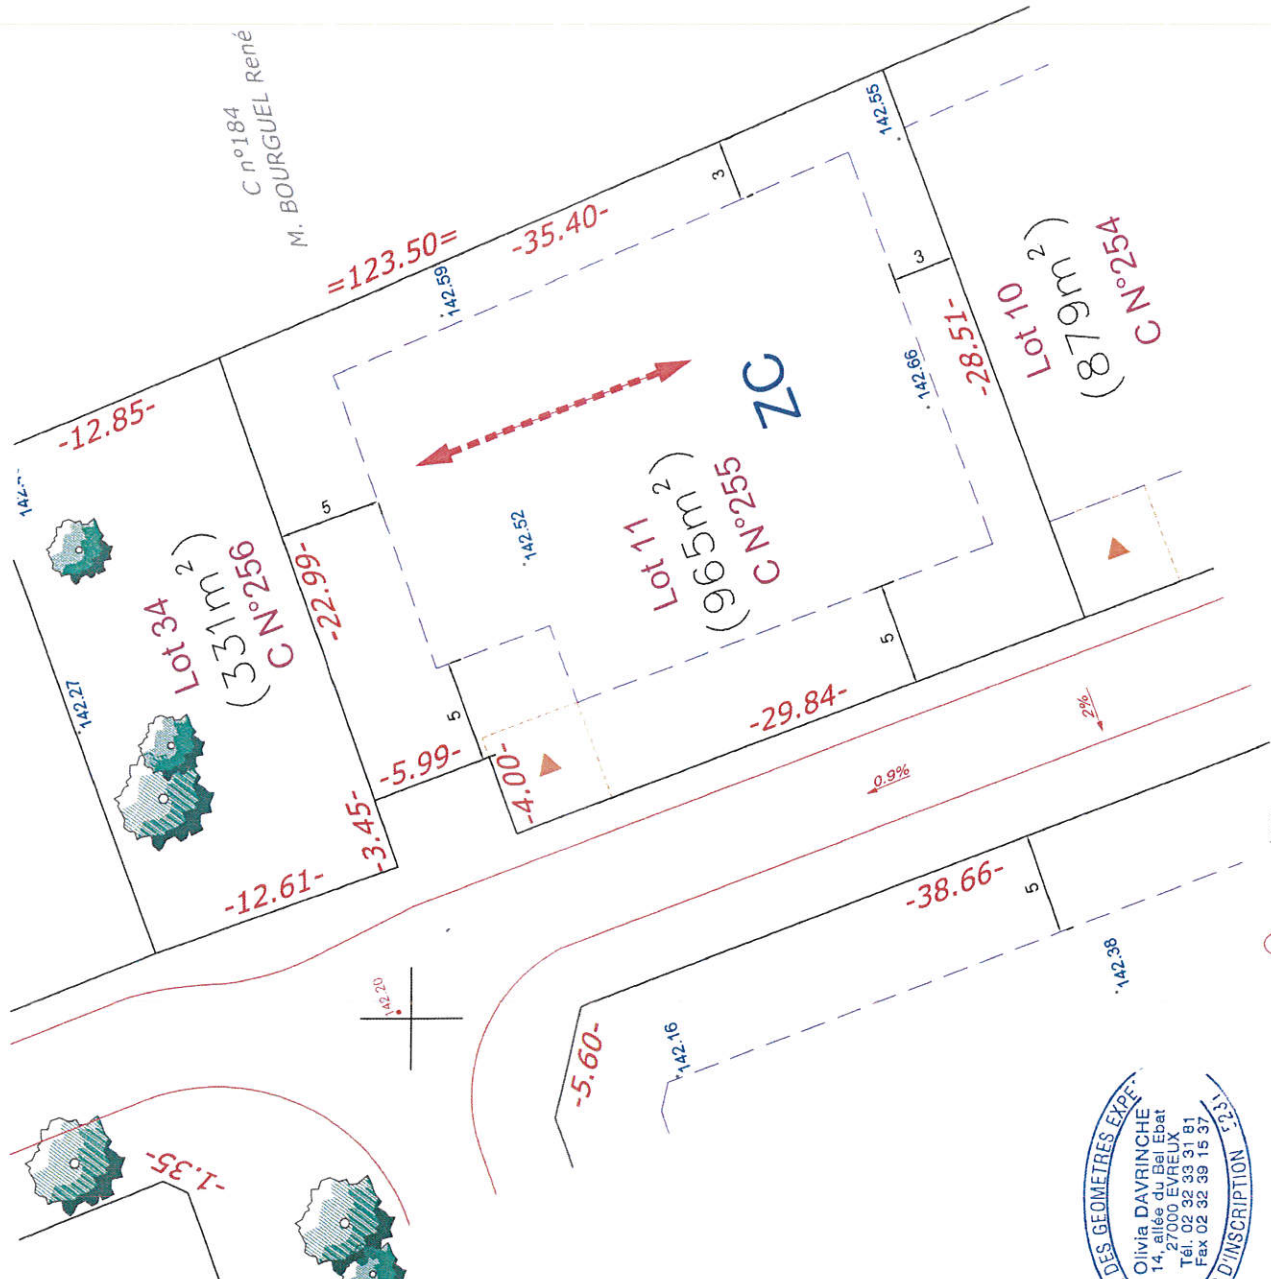 C n°184
M. BOURGUEL René
=123.50=
-35.40-
-12.85-
142.59
142.55
3
3
142.27
Lot 34
(331m²)
C N°256
-22.99-
5
142.52
Lot 11
(965m²)
C N°255
ZC
142.66
-28.51-
Lot 10
(879m²)
C N°254
-5.99-
5
-4.00-
-3.45-
-12.61-
-29.84-
5
0.9%
2%
-38.66-
5
142.20
142.16
142.38
-5.60-
-1.35-
DES GEOMETRES EXPE
Olivia DAVRINCHE
14, allée du Bel Ebat
27000 EVREUX
Tél. 02 32 33 31 81
Fax 02 32 39 15 37
D'INSCRIPTION